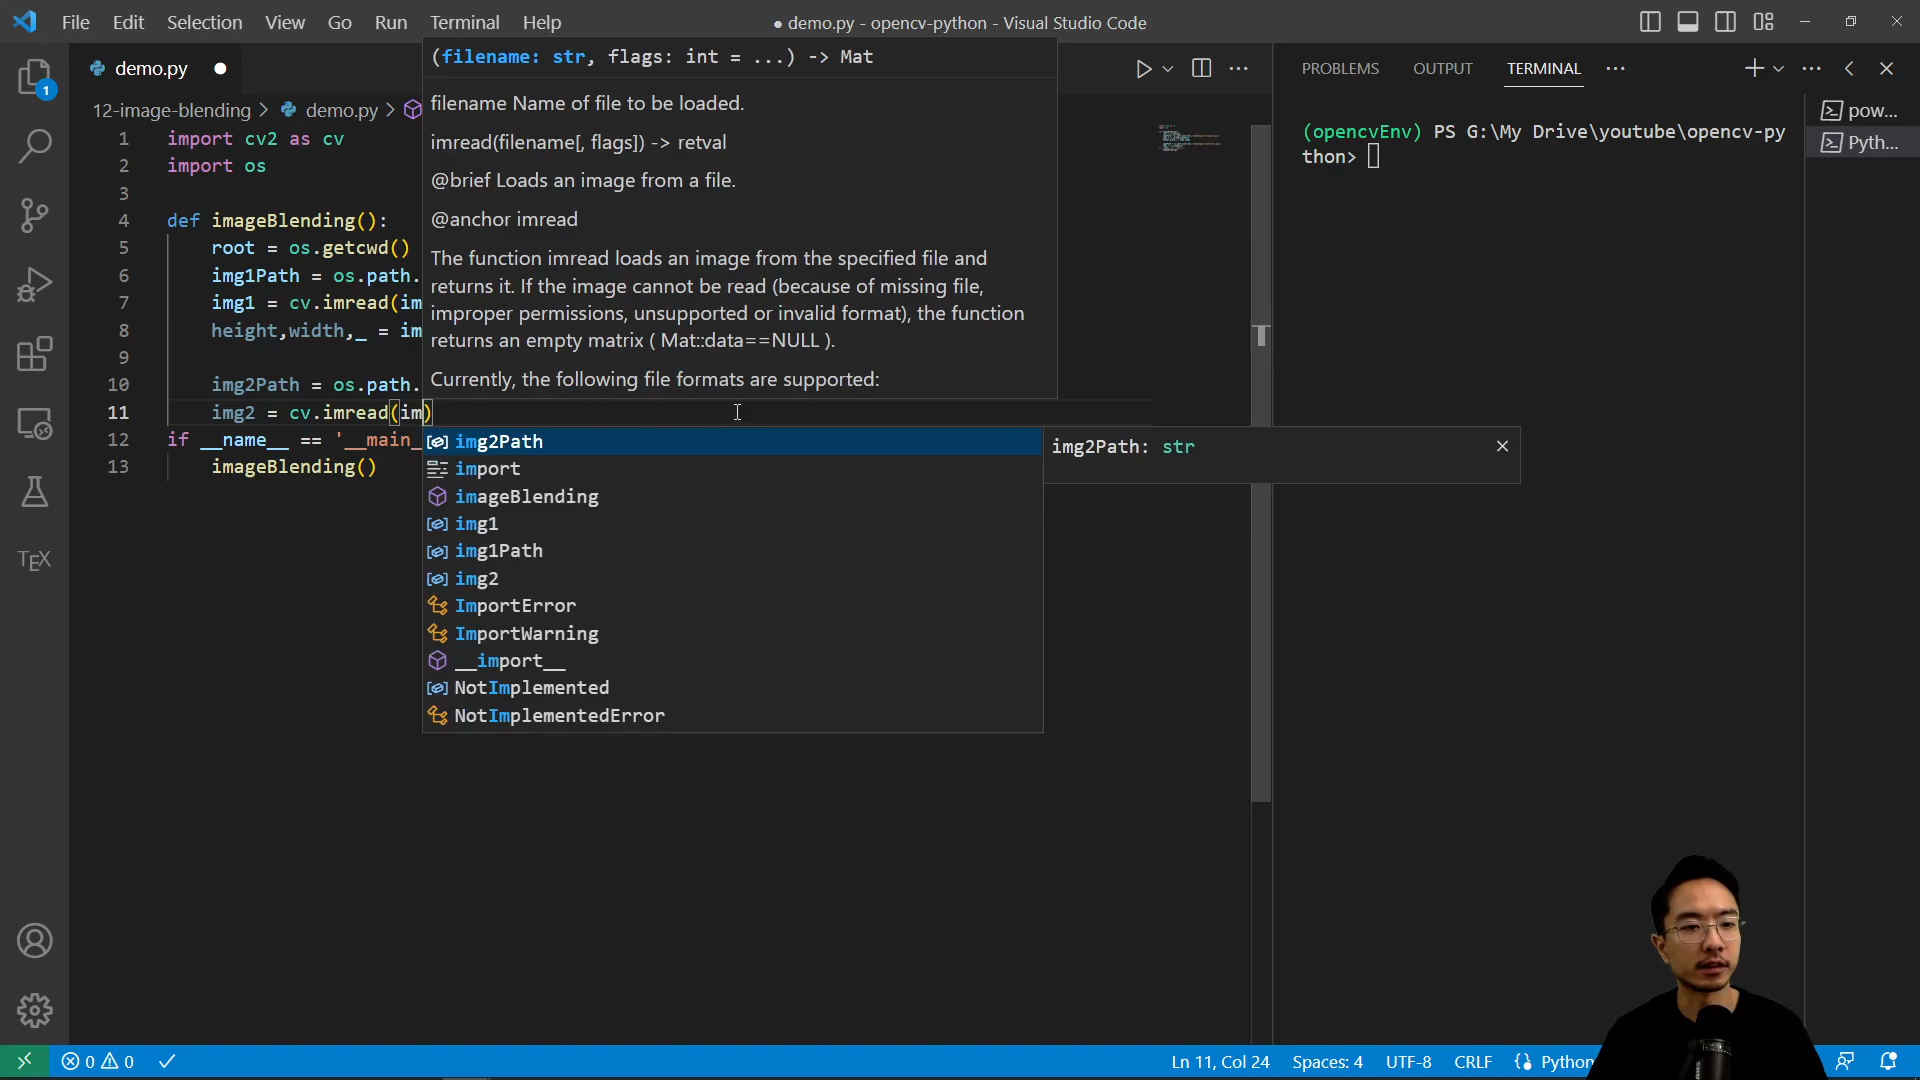 File Edit Selection View Go Run Terminal Help
● demo.py - opencv-python - Visual Studio Code
demo.py ●
12-image-blending > demo.py >
1 import cv2 as cv
2 import os
3
4 def imageBlending():
5 root = os.getcwd()
6 img1Path = os.path.
7 img1 = cv.imread(im
8 height,width,_ = im
9
10 img2Path = os.path.
11 img2 = cv.imread(im)
12 if __name__ == '__main_
13 imageBlending()
(filename: str, flags: int = ...) -> Mat
filename Name of file to be loaded.
imread(filename[, flags]) -> retval
@brief Loads an image from a file.
@anchor imread
The function imread loads an image from the specified file and
returns it. If the image cannot be read (because of missing file,
improper permissions, unsupported or invalid format), the function
returns an empty matrix ( Mat::data==NULL ).
Currently, the following file formats are supported:
img2Path
import
imageBlending
img1
img1Path
img2
ImportError
ImportWarning
__import__
NotImplemented
NotImplementedError
img2Path: str
PROBLEMS OUTPUT TERMINAL
(opencvEnv) PS G:\My Drive\youtube\opencv-py
thon>
pow...
Pyth...
1
TEX
0 0
Ln 11, Col 24 Spaces: 4 UTF-8 CRLF Python